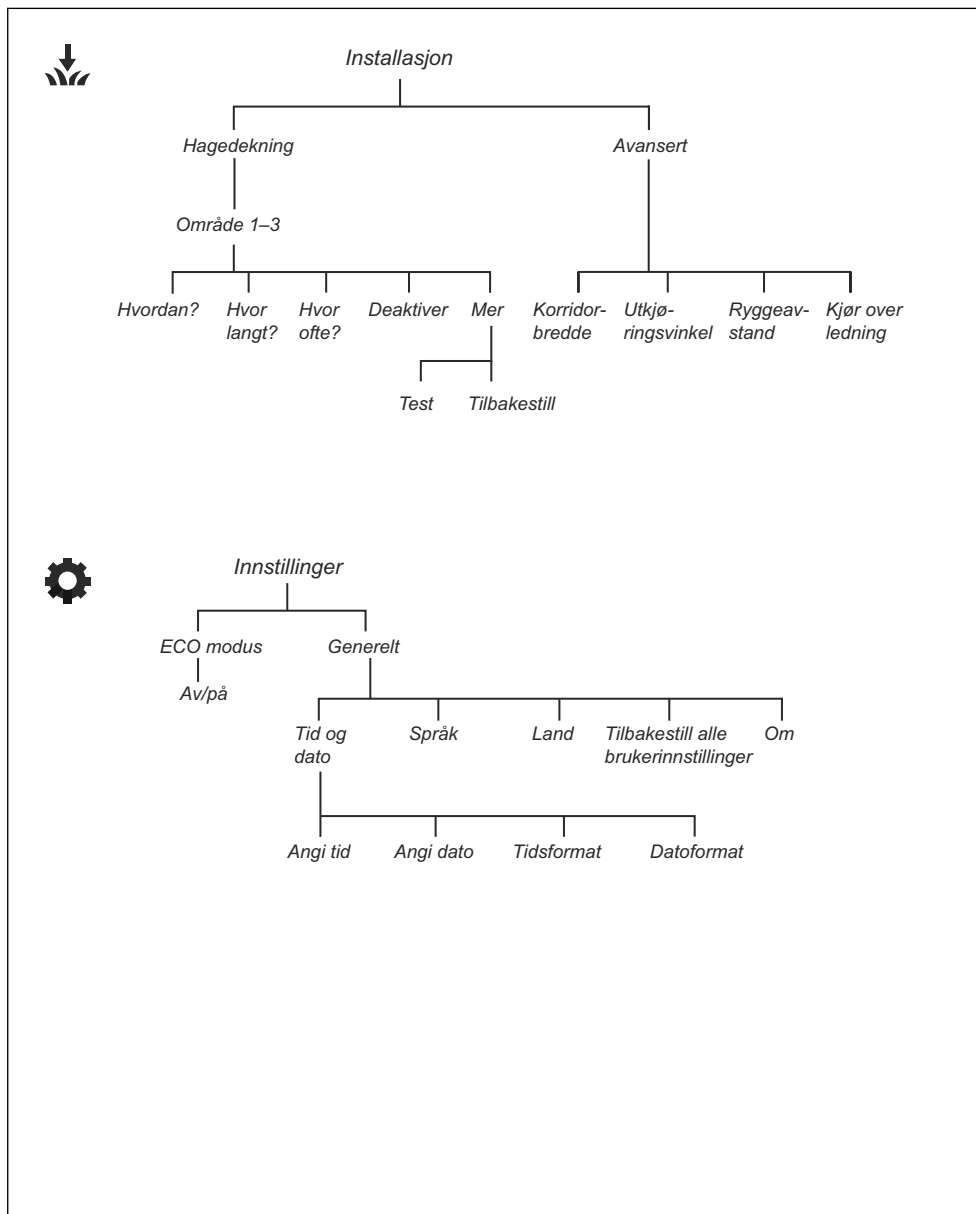 Installasjon
Hagedekning
Avansert
Område 1–3
Hvordan?
Hvor
langt?
Hvor
ofte?
Deaktiver
Mer
Korridor-
bredde
Utkjø-
ringsvinkel
Ryggeav-
stand
Kjør over
ledning
Test
Tilbakestill
Innstillinger
ECO modus
Generelt
Av/på
Tid og
dato
Språk
Land
Tilbakestill alle
brukerinnstillinger
Om
Angi tid
Angi dato
Tidsformat
Datoformat